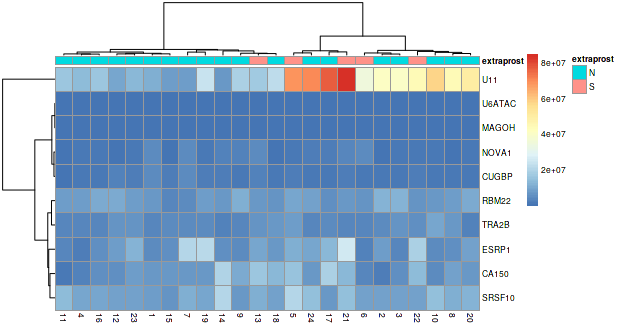 extraprost
U11
U6ATAC
MAGOH
NOVA1
CUGBP
RBM22
TRA2B
ESRP1
CA150
SRSF10
11 4 16 12 23 1 15 7 19 14 9 13 18 5 24 17 21 6 2 3 22 10 8 20
8e+07
6e+07
4e+07
2e+07
extraprost
N
S